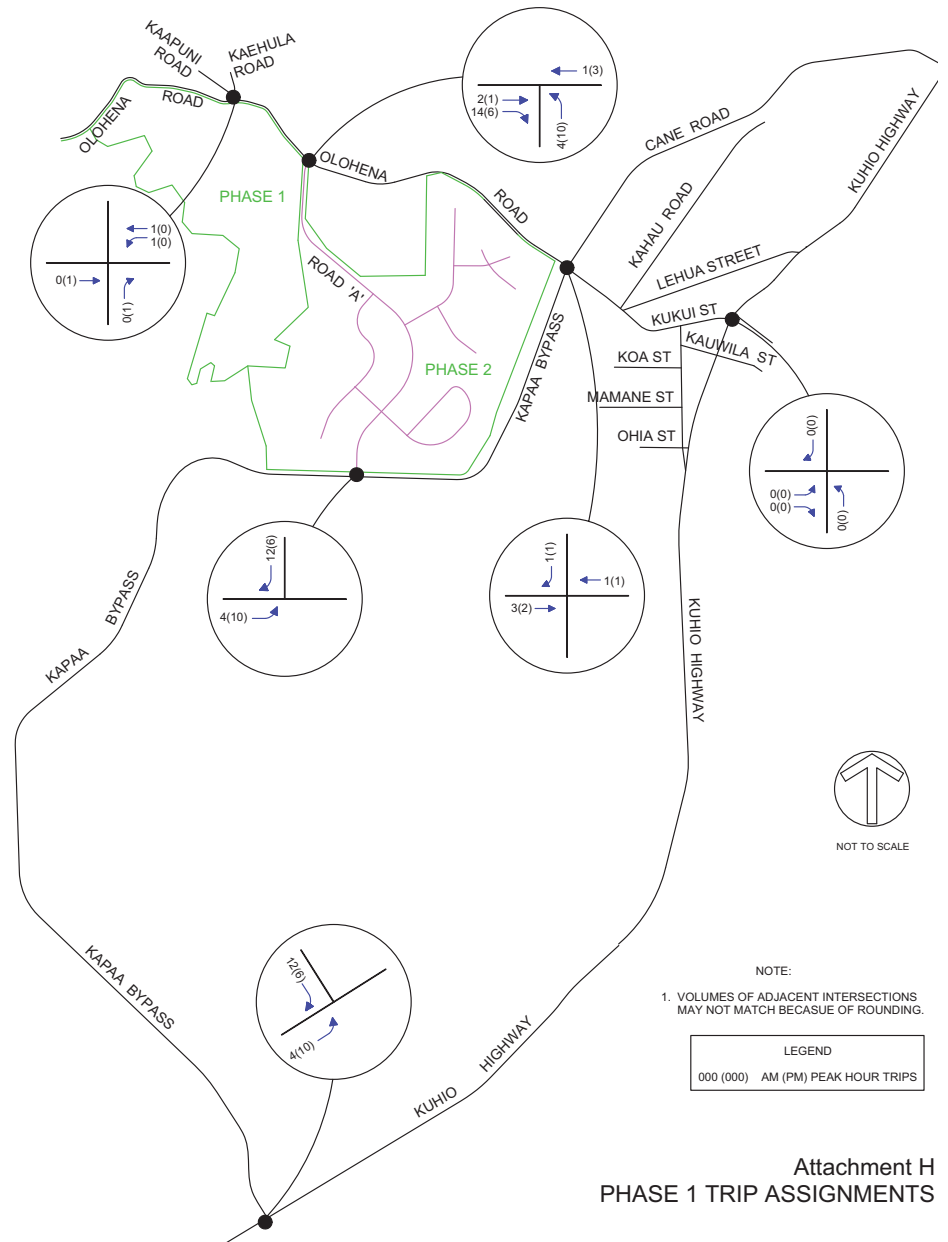 KAAPUNI
ROAD
KAEHULA
ROAD
OLOHENA
ROAD
1(3)
2(1)
14(6)
4(10)
OLOHENA
ROAD
CANE ROAD
KAHAU ROAD
KUHIO HIGHWAY
LEHUA STREET
PHASE 1
1(0)
1(0)
0(1)
0(1)
ROAD 'A'
PHASE 2
KAPAA BYPASS
KUKUI ST
KAUWILA ST
KOA ST
MAMANE ST
OHIA ST
0(0)
0(0)
0(0)
0(0)
12(6)
4(10)
1(1)
1(1)
3(2)
KAPAA BYPASS
KUHIO HIGHWAY
NOT TO SCALE
KAPAA BYPASS
12(6)
4(10)
KUHIO HIGHWAY
NOTE:
1. VOLUMES OF ADJACENT INTERSECTIONS
MAY NOT MATCH BECASUE OF ROUNDING.
LEGEND
000 (000) AM (PM) PEAK HOUR TRIPS
Attachment H
PHASE 1 TRIP ASSIGNMENTS